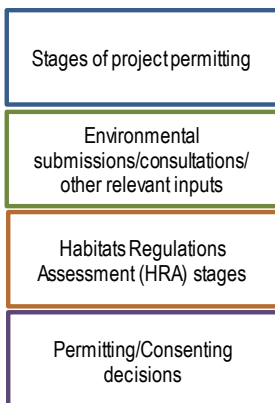 Stages of project permitting
Environmental
submissions/consultations/
other relevant inputs
Habitats Regulations
Assessment (HRA) stages
Permitting/Consenting
decisions